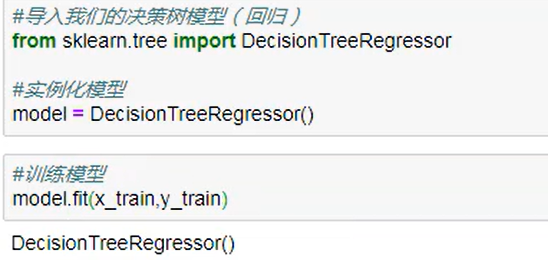 #导入我们的决策树模型（回归）
from sklearn.tree import DecisionTreeRegressor
#实例化模型
model = DecisionTreeRegressor()
#训练模型
model.fit(x_train,y_train)
DecisionTreeRegressor()